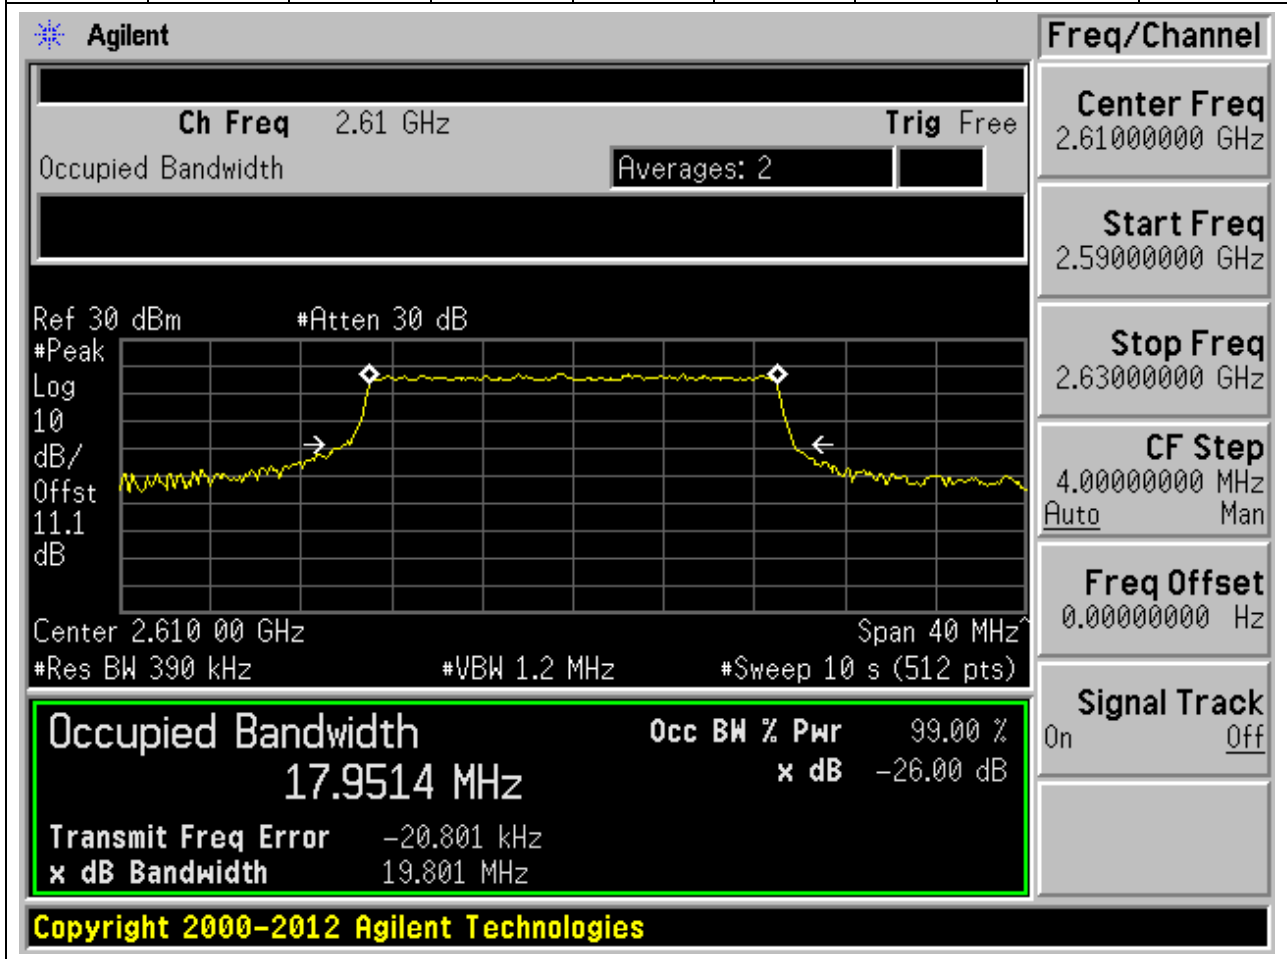 Agilent
Freq/Channel
Ch Freq 2.61 GHz Trig Free
Occupied Bandwidth Averages: 2
Ref 30 dBm #Atten 30 dB
#Peak
Log
10
dB/
Offst
11.1
dB
Center 2.610 00 GHz Span 40 MHz^
#Res BW 390 kHz #VBW 1.2 MHz #Sweep 10 s (512 pts)
Occupied Bandwidth Occ BW % Pwr 99.00 %
17.9514 MHz x dB -26.00 dB
Transmit Freq Error -20.801 kHz
x dB Bandwidth 19.801 MHz
Copyright 2000-2012 Agilent Technologies
Center Freq
2.61000000 GHz
Start Freq
2.59000000 GHz
Stop Freq
2.63000000 GHz
CF Step
4.00000000 MHz
Auto Man
Freq Offset
0.00000000 Hz
Signal Track
On Off